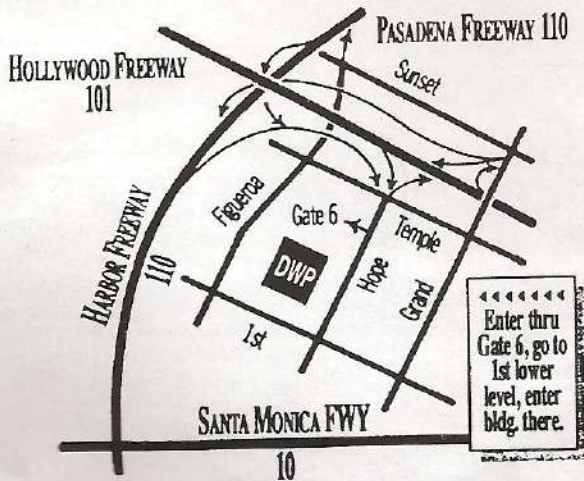 PASADENA FREEWAY 110
HOLLYWOOD FREEWAY
101
Sunset
Figueroa
Gate 6
Temple
DWP
Hope
Grand
HARBOR FREEWAY
110
1st
◄◄◄◄◄◄◄
Enter thru
Gate 6, go to
1st lower
level, enter
bldg. there.
SANTA MONICA FWY
10